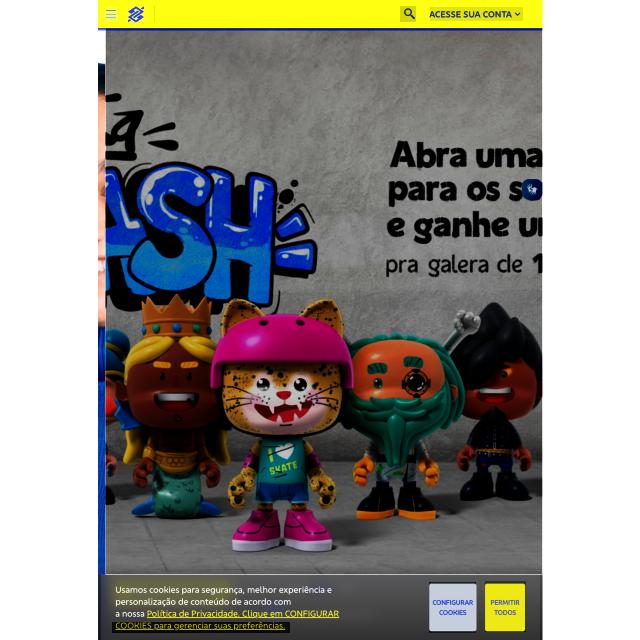 ACESSE SUA CONTA
ASH
Abra uma
para os
e ganhe
pra galera de 1
I
SKATE
Usamos cookies para segurança, melhor experiência e
personalização de conteúdo de acordo com
a nossa Política de Privacidade. Clique em CONFIGURAR
COOKIES para gerenciar suas preferências.
CONFIGURAR
COOKIES
PERMITIR
TODOS